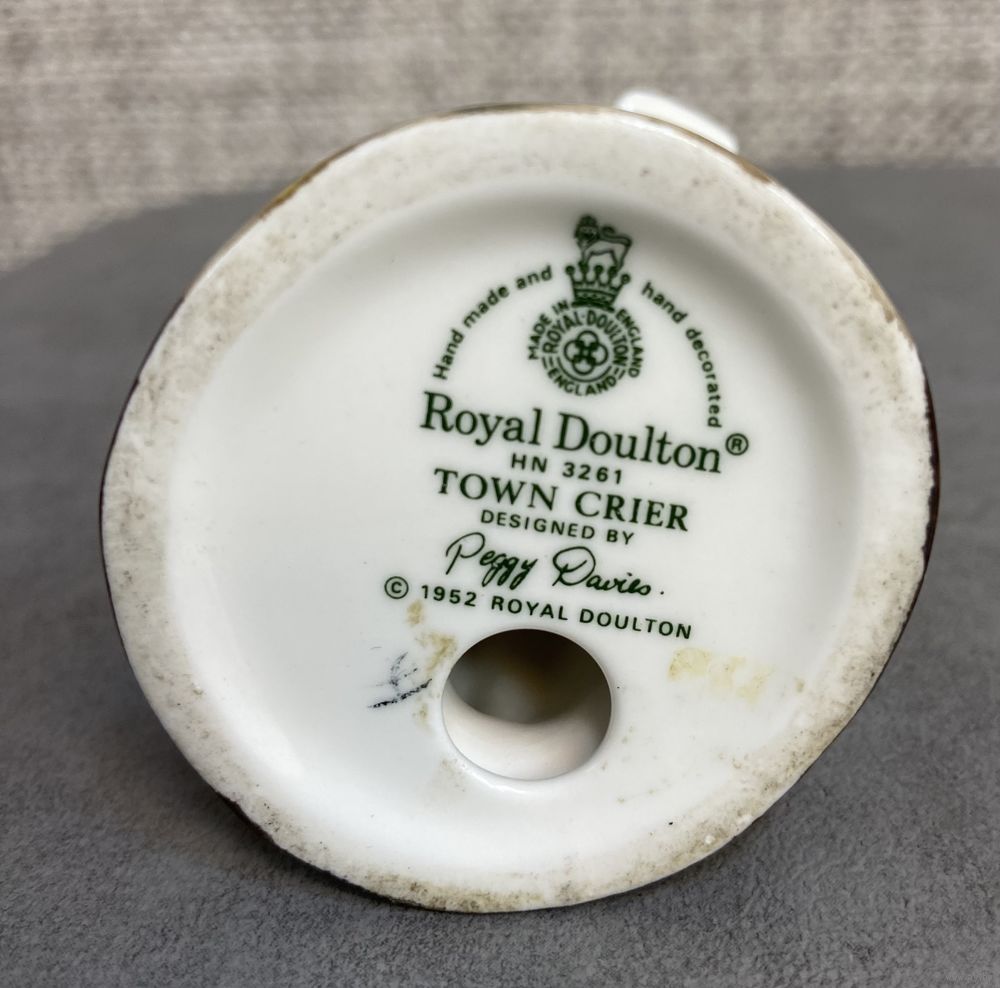 Hand made and hand decorated
MADE IN ENGLAND
ROYAL·DOULTON
ENGLAND
Royal Doulton®
HN 3261
TOWN CRIER
DESIGNED BY
Peggy Davies.
© 1952 ROYAL DOULTON